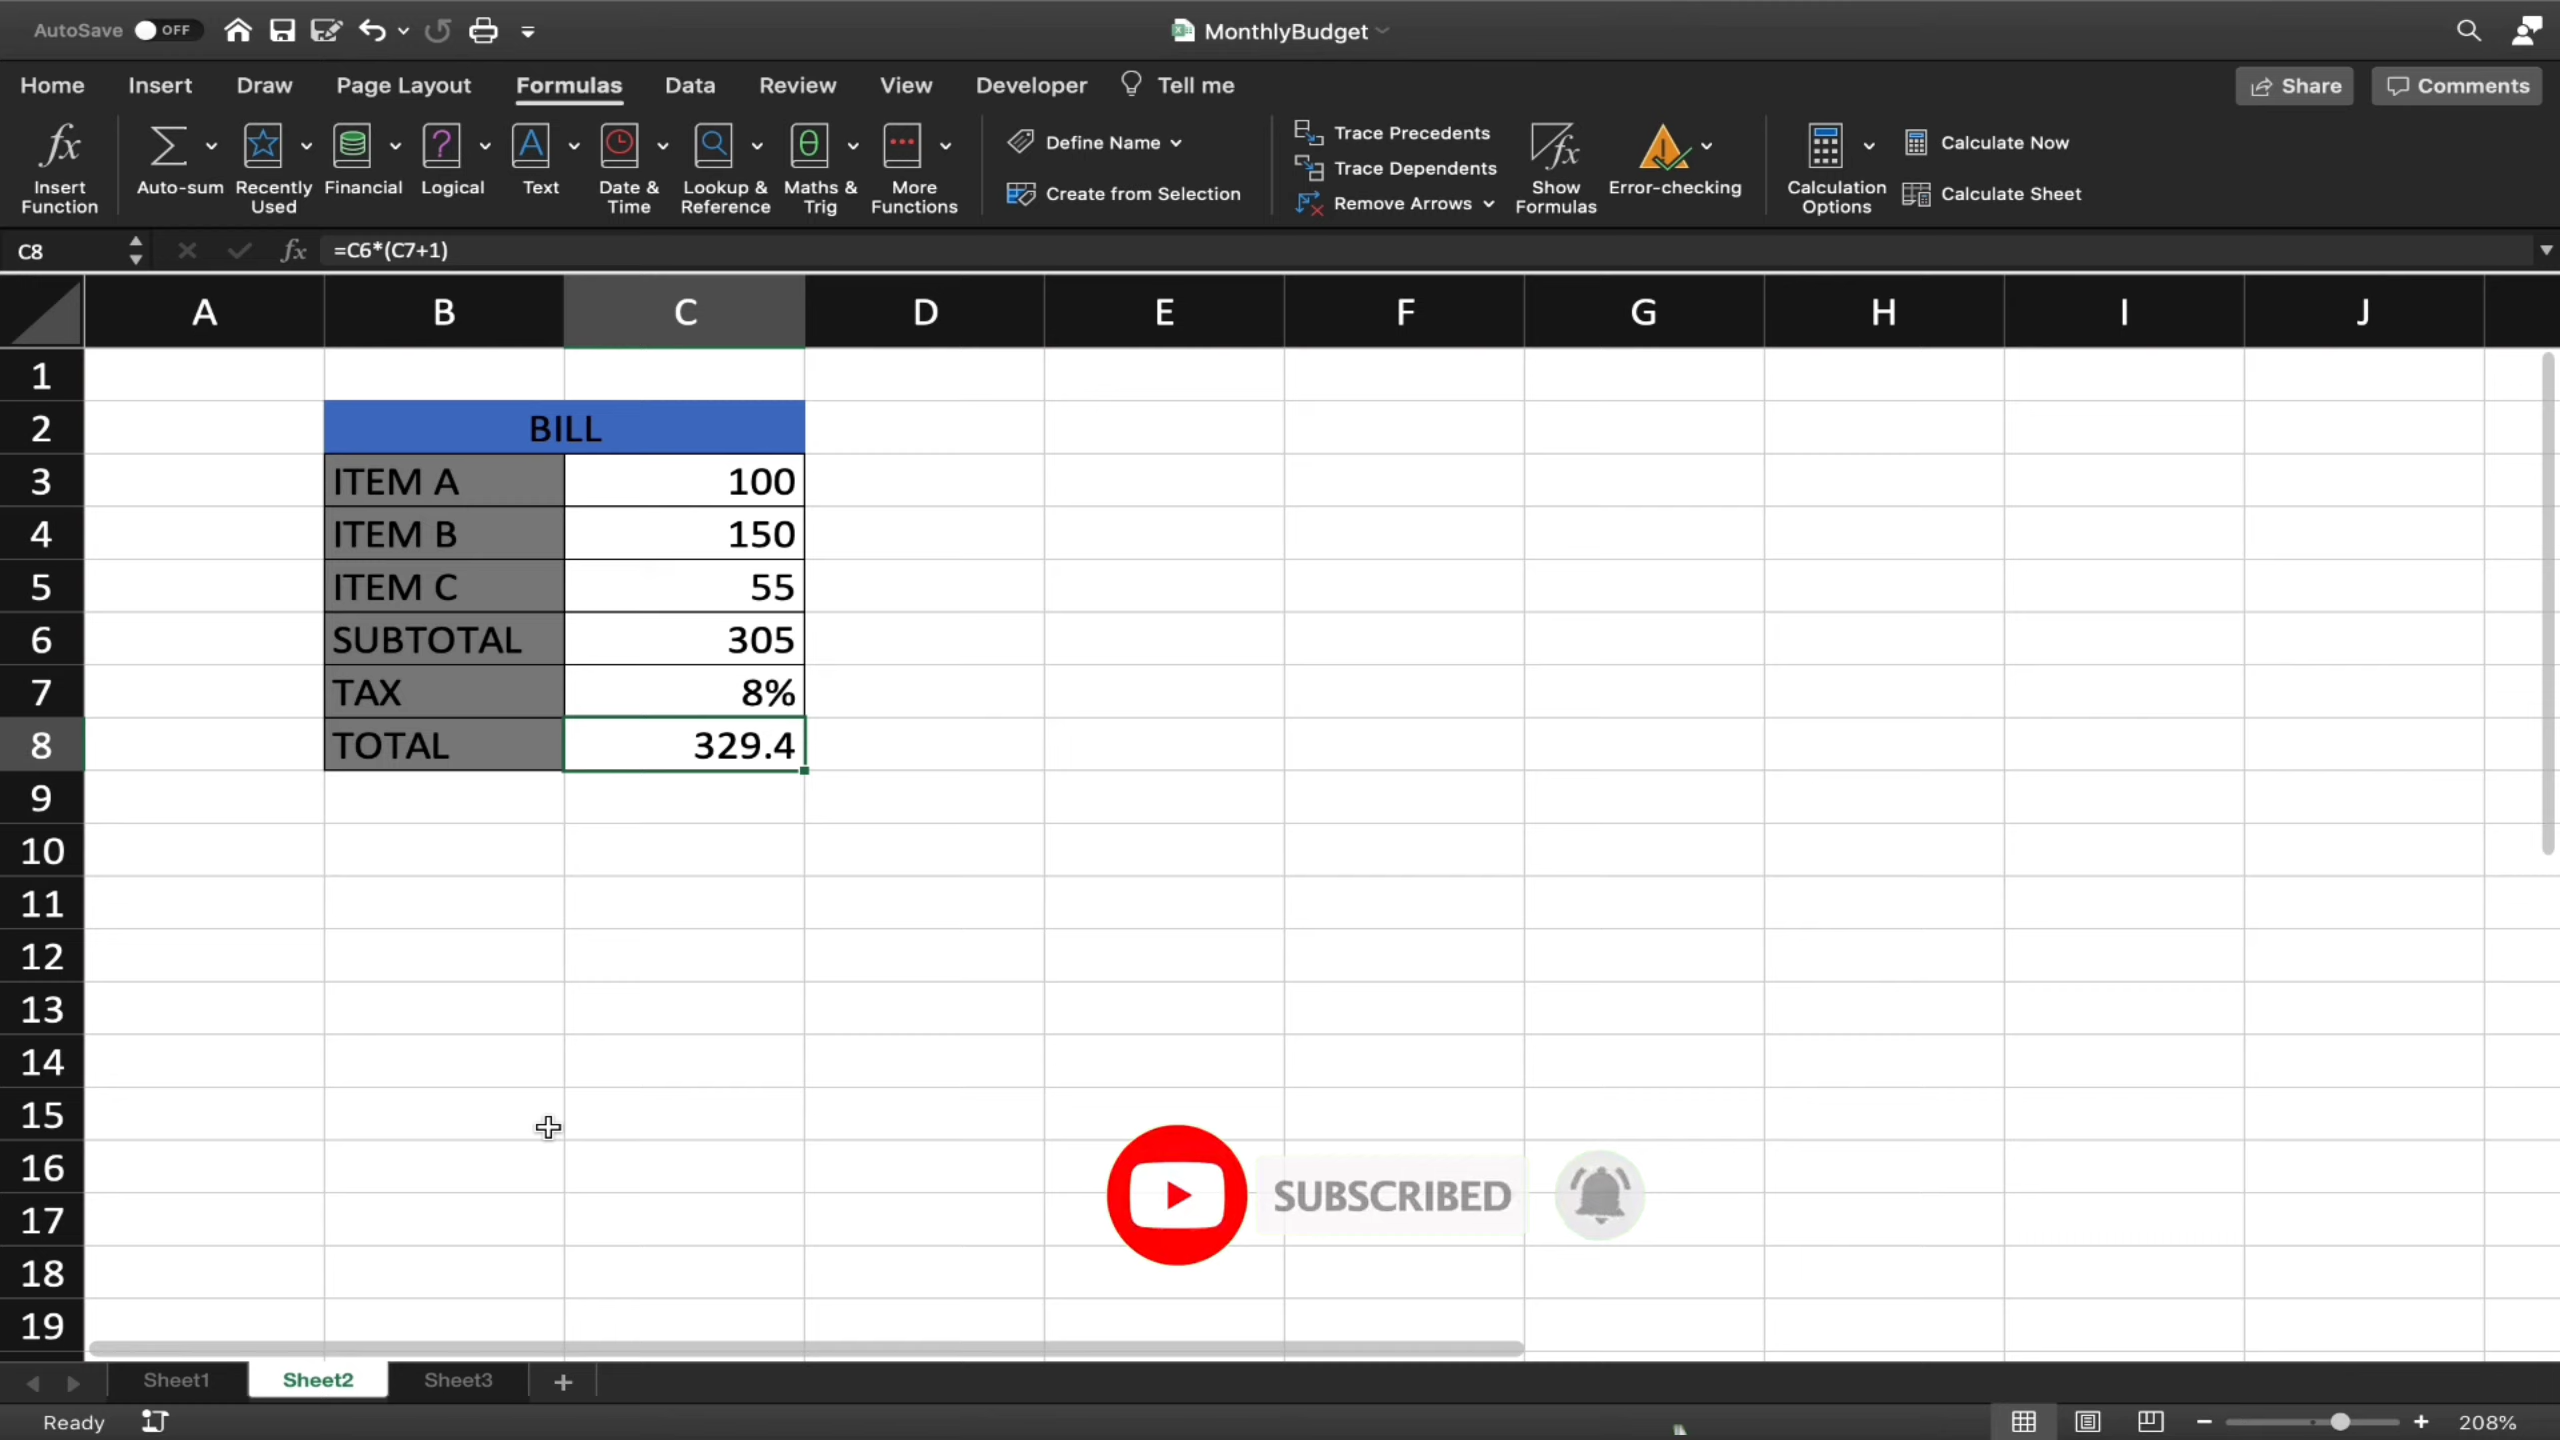 AutoSave OFF
MonthlyBudget
Home Insert Draw Page Layout Formulas Data Review View Developer Tell me Share Comments
Insert Function
Auto-sum
Recently Used
Financial
Logical
Text
Date & Time
Lookup & Reference
Maths & Trig
More Functions
Define Name
Create from Selection
Trace Precedents
Trace Dependents
Remove Arrows
Show Formulas
Error-checking
Calculation Options
Calculate Now
Calculate Sheet
C8 fx =C6*(C7+1)
A B C D E F G H I J
1
2 BILL
3 ITEM A 100
4 ITEM B 150
5 ITEM C 55
6 SUBTOTAL 305
7 TAX 8%
8 TOTAL 329.4
9
10
11
12
13
14
15
16
SUBSCRIBED
17
18
19
Sheet1 Sheet2 Sheet3 +
Ready 208%